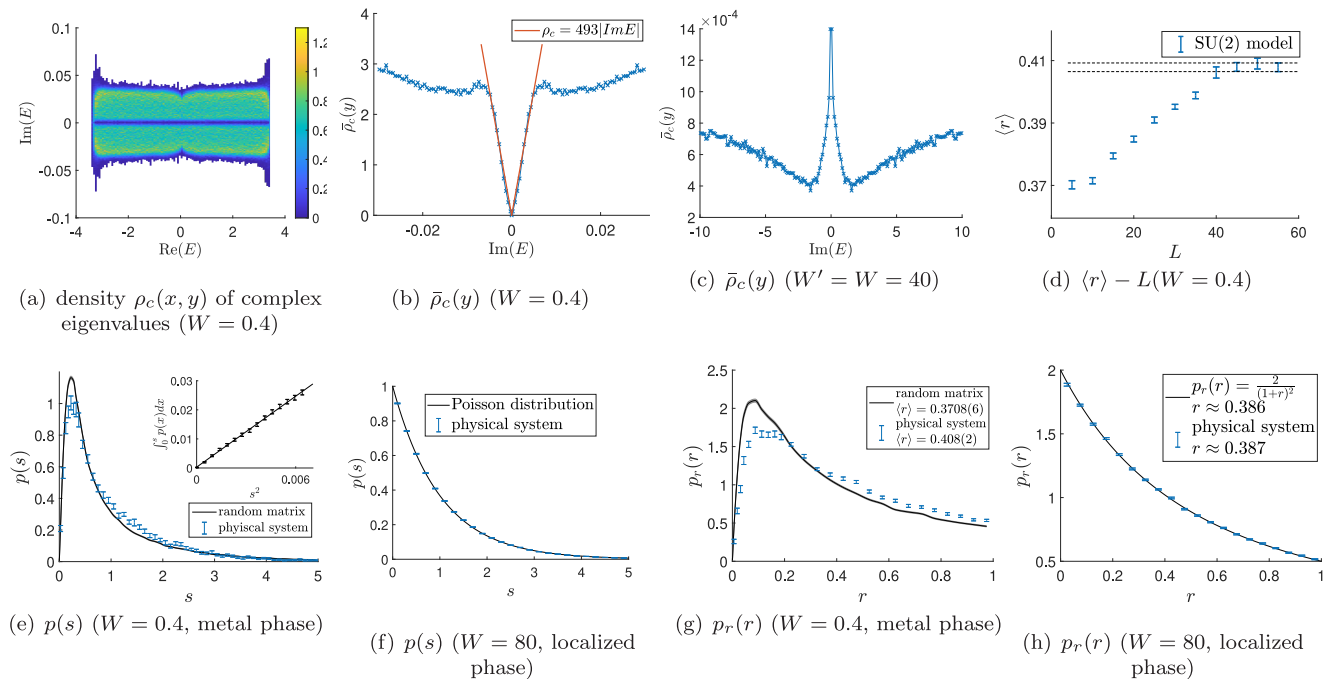 0.1
0.05
0
-0.05
-0.1
-4
-2
0
2
4
Im(E)
Re(E)
1.2
1
0.8
0.6
0.4
0.2
0
(a) density ρc(x, y) of complex
eigenvalues (W = 0.4)
4
3
2
1
0
-0.02
0
0.02
ρ̄c(y)
Im(E)
ρc = 493|ImE|
(b) ρ̄c(y) (W = 0.4)
×10⁻⁴
14
12
10
8
6
4
2
-10
-5
0
5
10
ρ̄c(y)
Im(E)
(c) ρ̄c(y) (W′ = W = 40)
0.41
0.39
0.37
0
20
40
60
⟨r⟩
L
SU(2) model
(d) ⟨r⟩ − L(W = 0.4)
1
0.8
0.6
0.4
0.2
0
0
1
2
3
4
5
p(s)
s
0.03
0.01
0
0
0.006
∫₀ˢ p(x)dx
s²
random matrix
phyiscal system
(e) p(s) (W = 0.4, metal phase)
1.0
0.8
0.6
0.4
0.2
0
0
1
2
3
4
5
p(s)
s
Poisson distribution
physical system
(f) p(s) (W = 80, localized
phase)
2.5
2
1.5
1
0.5
0
0
0.2
0.4
0.6
0.8
1
pr(r)
r
random matrix
⟨r⟩ = 0.3708(6)
physical system
⟨r⟩ = 0.408(2)
(g) pr(r) (W = 0.4, metal phase)
2
1.5
1
0.5
0
0.2
0.4
0.6
0.8
1
pr(r)
r
pr(r) = 2/(1+r)²
r ≈ 0.386
physical system
r ≈ 0.387
(h) pr(r) (W = 80, localized
phase)